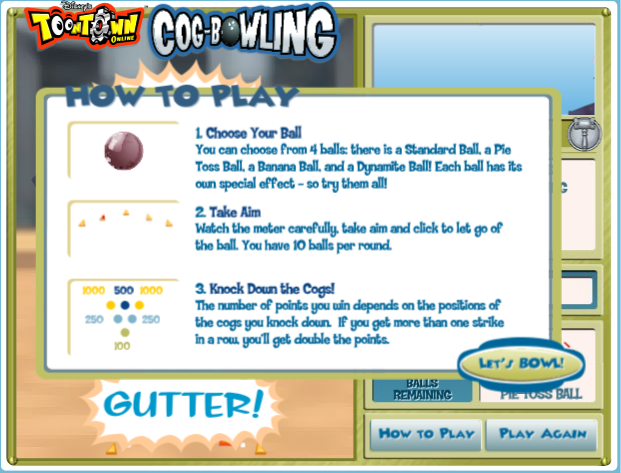 Disney's
TOONTOWN
ONLINE
COG-BOWLING
HOW TO PLAY
1. Choose Your Ball
You can choose from 4 balls: there is a Standard Ball, a Pie
Toss Ball, a Banana Ball, and a Dynamite Ball! Each ball has its
own special effect - so try them all!
2. Take Aim
Watch the meter carefully, take aim and click to let go of
the ball. You have 10 balls per round.
1000 500 1000
250 250
100
3. Knock Down the Cogs!
The number of points you win depends on the positions of
the cogs you knock down. If you get more than one strike
in a row, you'll get double the points.
LET'S BOWL!
GUTTER!
BALLS
REMAINING
PIE TOSS BALL
HOW TO PLAY
PLAY AGAIN